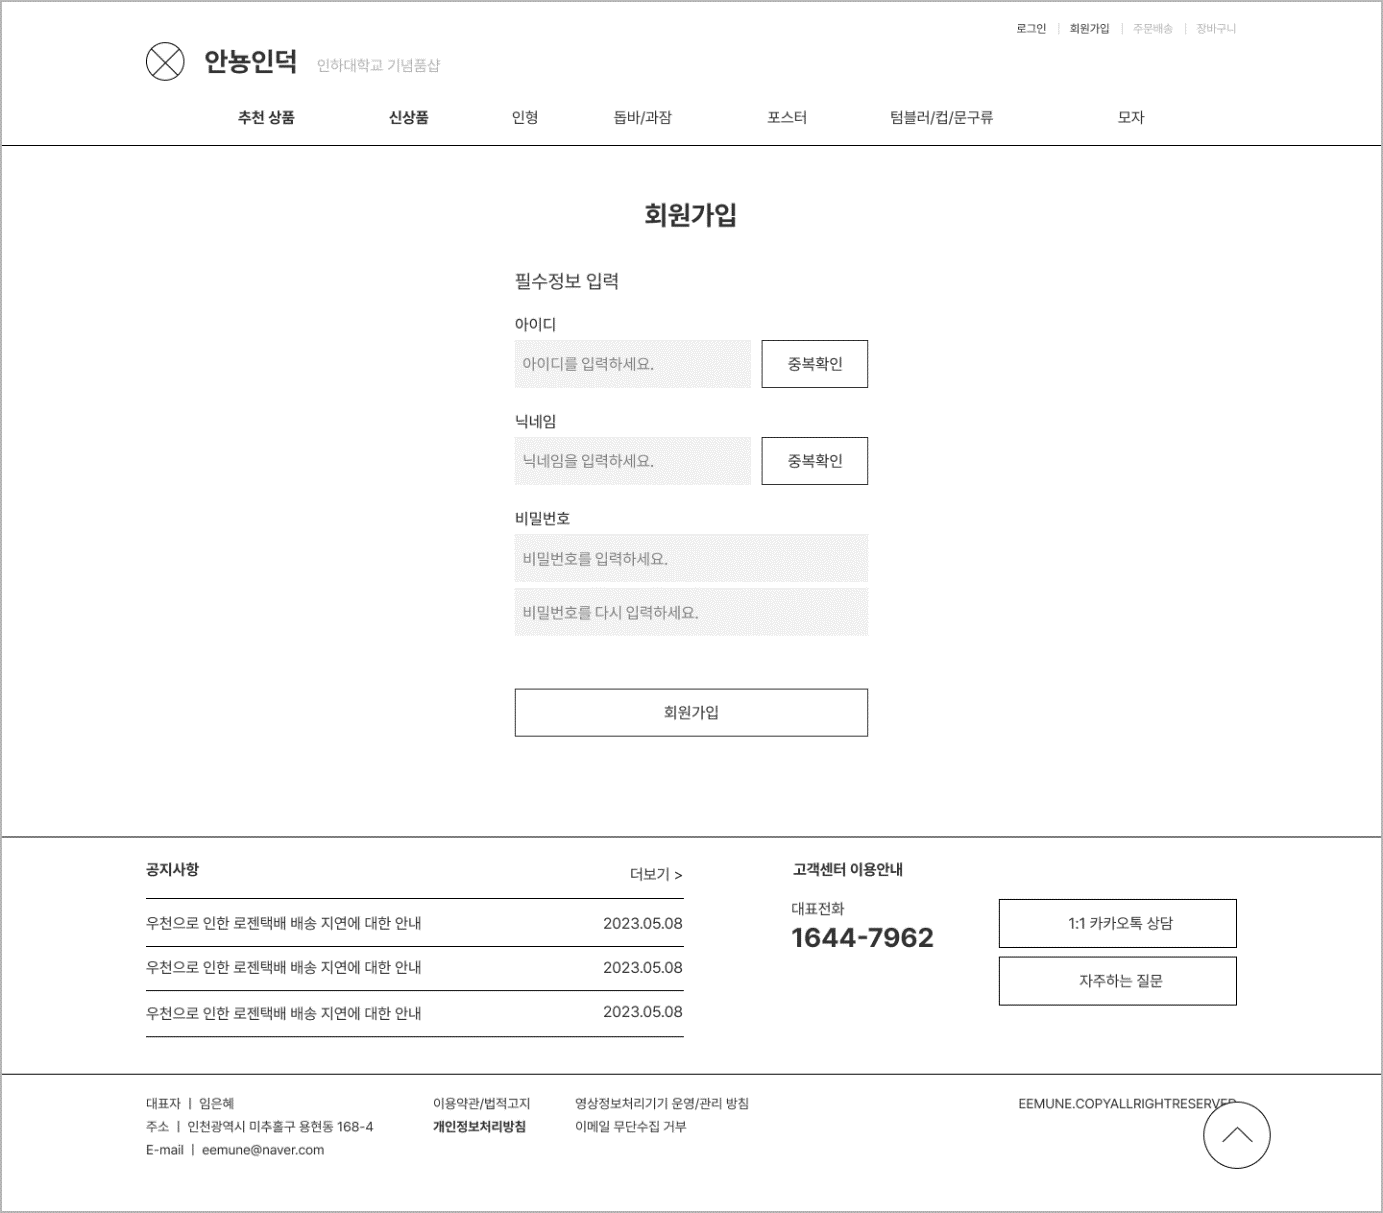 로그인 | 회원가입 | 주문배송 | 장바구니
안뇽인덕 인하대학교 기념품샵
추천 상품 신상품 인형 돕바/과잠 포스터 텀블러/컵/문구류 모자
회원가입
필수정보 입력
아이디
아이디를 입력하세요. 중복확인
닉네임
닉네임을 입력하세요. 중복확인
비밀번호
비밀번호를 입력하세요.
비밀번호를 다시 입력하세요.
회원가입
공지사항 더보기 >
우천으로 인한 로젠택배 배송 지연에 대한 안내 2023.05.08
우천으로 인한 로젠택배 배송 지연에 대한 안내 2023.05.08
우천으로 인한 로젠택배 배송 지연에 대한 안내 2023.05.08
고객센터 이용안내
대표전화
1644-7962
1:1 카카오톡 상담
자주하는 질문
대표자 | 임은혜
주소 | 인천광역시 미추홀구 용현동 168-4
E-mail | eemune@naver.com
이용약관/법적고지
개인정보처리방침
영상정보처리기기 운영/관리 방침
이메일 무단수집 거부
EEMUNE.COPYALLRIGHTRESERVED